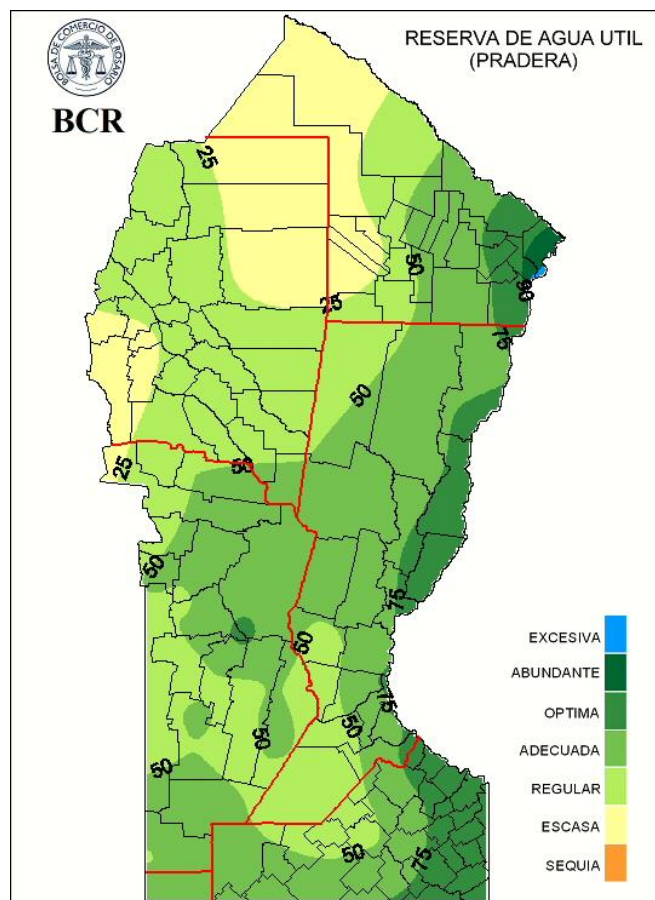 BOLSA DE COMERCIO DE ROSARIO
BCR
RESERVA DE AGUA UTIL
(PRADERA)
25
50
90
25
75
50
25
50
50
75
50
75
50
50
50
50
75
EXCESIVA
ABUNDANTE
OPTIMA
ADECUADA
REGULAR
ESCASA
SEQUIA